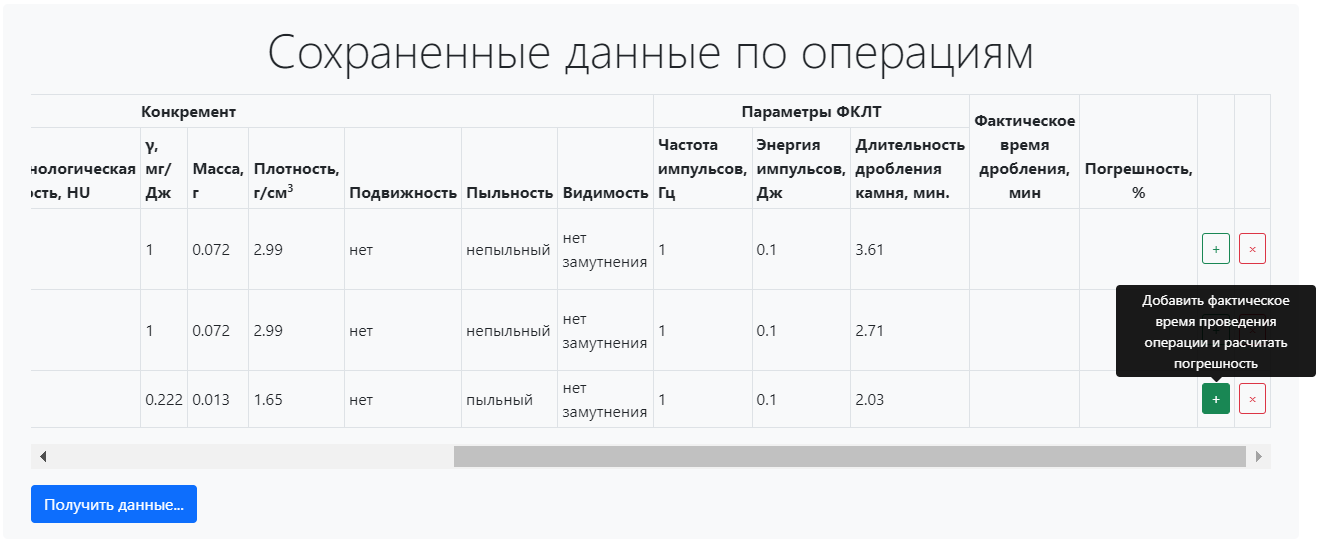 Сохраненные данные по операциям
Конкремент
Параметры ФКЛТ
Фактическое
время
дробления,
мин
Погрешность,
%
нологическая
ость, HU
γ,
мг/
Дж
Масса,
г
Плотность,
г/см³
Подвижность
Пыльность
Видимость
Частота
импульсов,
Гц
Энергия
импульсов,
Дж
Длительность
дробления
камня, мин.
1
0.072
2.99
нет
непыльный
нет
замутнения
1
0.1
3.61
+
×
1
0.072
2.99
нет
непыльный
нет
замутнения
1
0.1
2.71
Добавить фактическое
время проведения
операции и расчитать
погрешность
0.222
0.013
1.65
нет
пыльный
нет
замутнения
1
0.1
2.03
+
×
Получить данные...